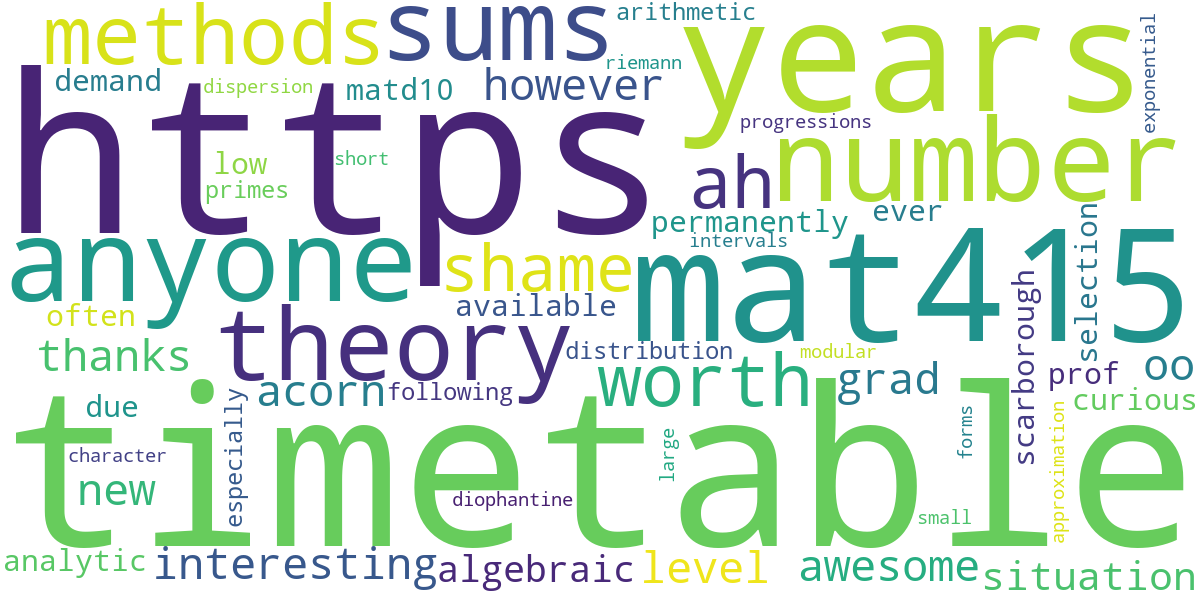 methods
sums
arithmetic
years
exponential
demand
dispersion
matd10
riemann
however
https
progressions
number
low
short
primes
ah
permanently
ever
anyone
shame
intervals
mat415
selection
scarborough
often
available
theory
thanks
distribution
modular
worth
grad
prof
oo
acorn
following
curious
due
especially
timetable
character
new
large
forms
approximation
diophantine
small
analytic
interesting
algebraic
level
awesome
situation